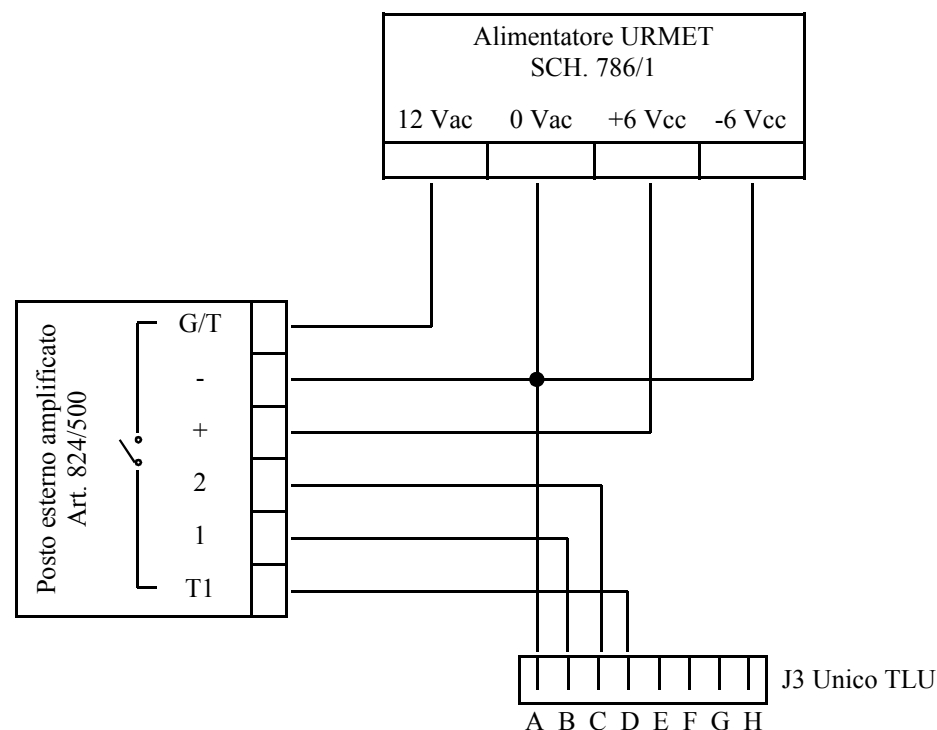 Alimentatore URMET
SCH. 786/1
12 Vac 0 Vac +6 Vcc -6 Vcc
Posto esterno amplificato
Art. 824/500
G/T
-
+
2
1
T1
J3 Unico TLU
A B C D E F G H